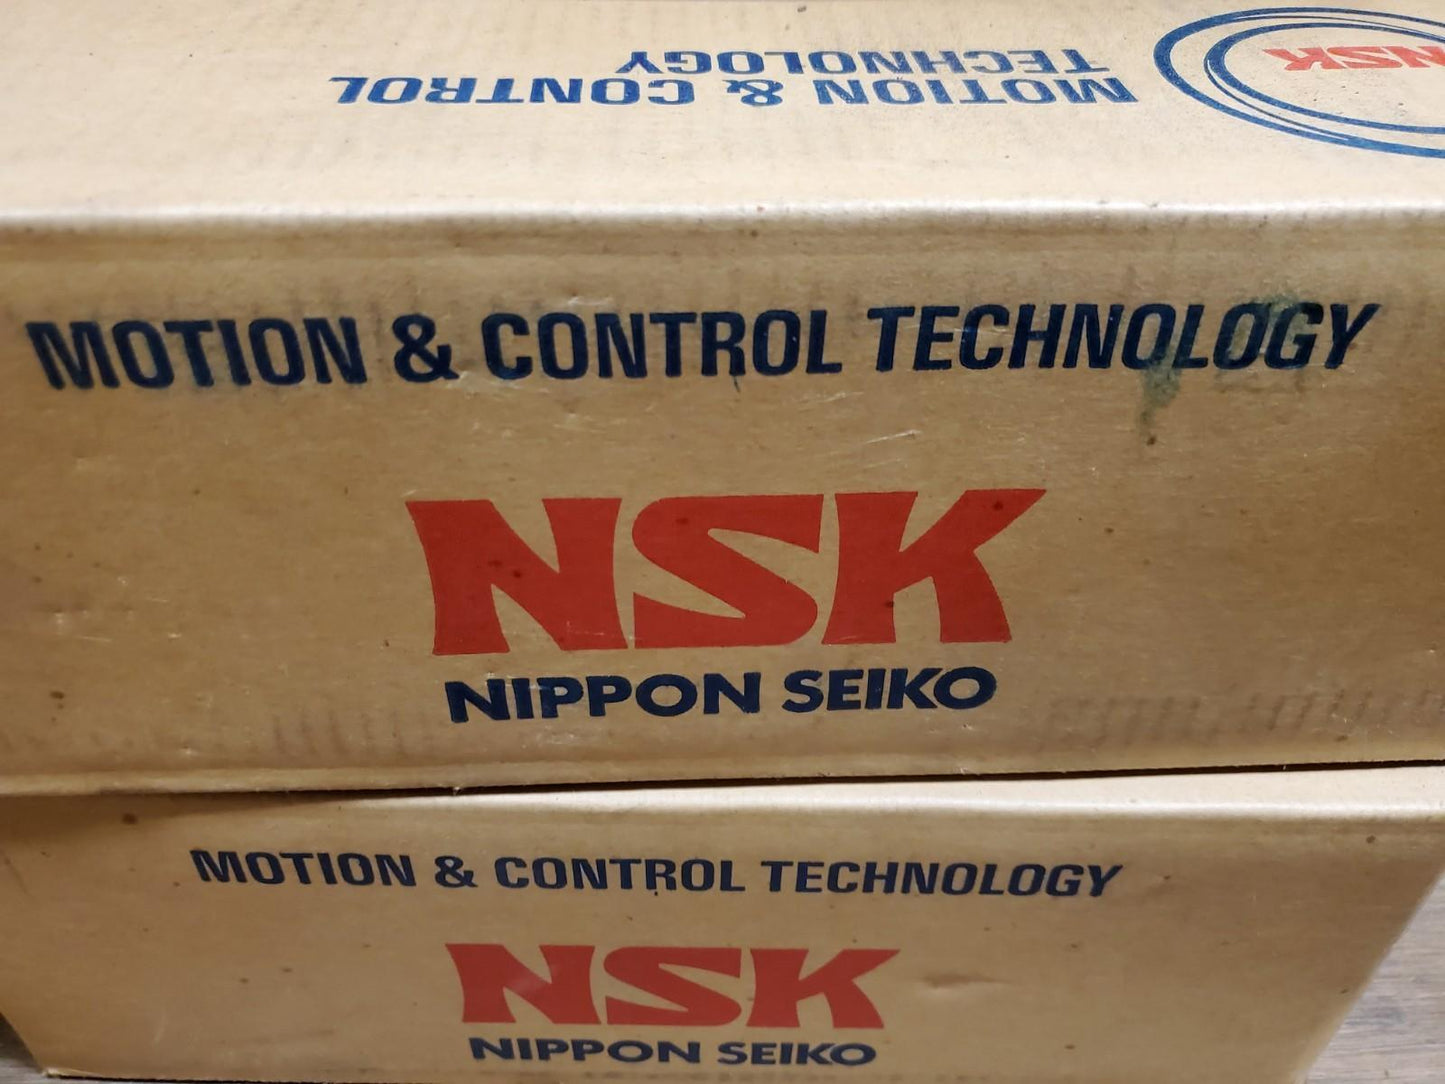 NSK
MOTION & CONTROL
TECHNOLOGY
MOTION & CONTROL TECHNOLOGY
NSK
NIPPON SEIKO
MOTION & CONTROL TECHNOLOGY
NSK
NIPPON SEIKO